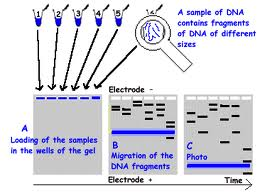 1 2 3 4 5
A sample of DNA
contains fragments
of DNA of different
sizes
Electrode -
A
Loading of the samples
in the wells of the gel
B
Migration of the
DNA fragments
C
Photo
Electrode +
Time